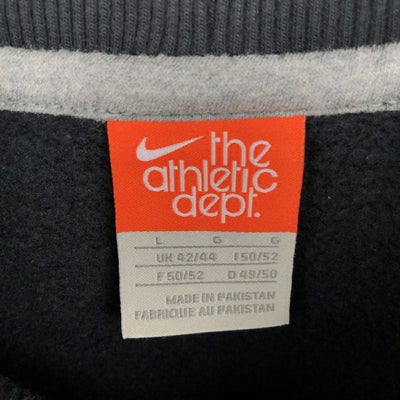 the
athletic
dept.
L G G
UK 42/44 I 50/52
F 50/52 D 48/50
MADE IN PAKISTAN
FABRIQUE AU PAKISTAN